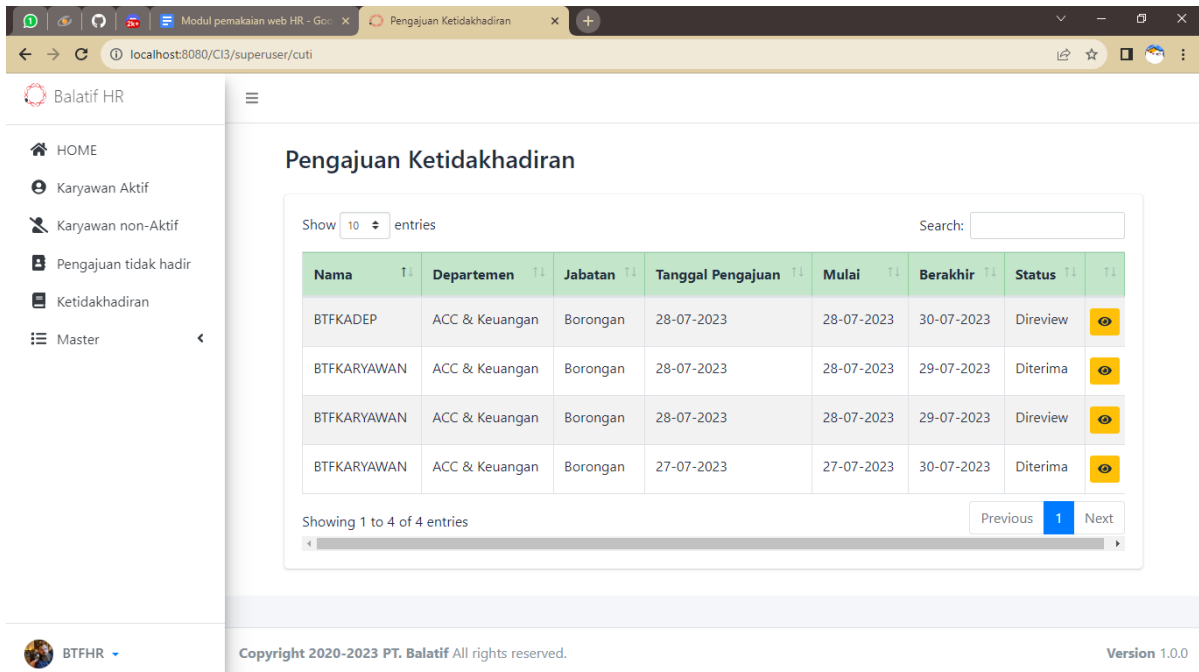 Modul pemakaian web HR - Goo
Pengajuan Ketidakhadiran
localhost:8080/CI3/superuser/cuti
Balatif HR
HOME
Karyawan Aktif
Karyawan non-Aktif
Pengajuan tidak hadir
Ketidakhadiran
Master
BTFHR
Pengajuan Ketidakhadiran
Show 10 entries Search:
Nama Departemen Jabatan Tanggal Pengajuan Mulai Berakhir Status
BTFKADEP ACC & Keuangan Borongan 28-07-2023 28-07-2023 30-07-2023 Direview
BTFKARYAWAN ACC & Keuangan Borongan 28-07-2023 28-07-2023 29-07-2023 Diterima
BTFKARYAWAN ACC & Keuangan Borongan 28-07-2023 28-07-2023 29-07-2023 Direview
BTFKARYAWAN ACC & Keuangan Borongan 27-07-2023 27-07-2023 30-07-2023 Diterima
Showing 1 to 4 of 4 entries Previous 1 Next
Copyright 2020-2023 PT. Balatif All rights reserved. Version 1.0.0